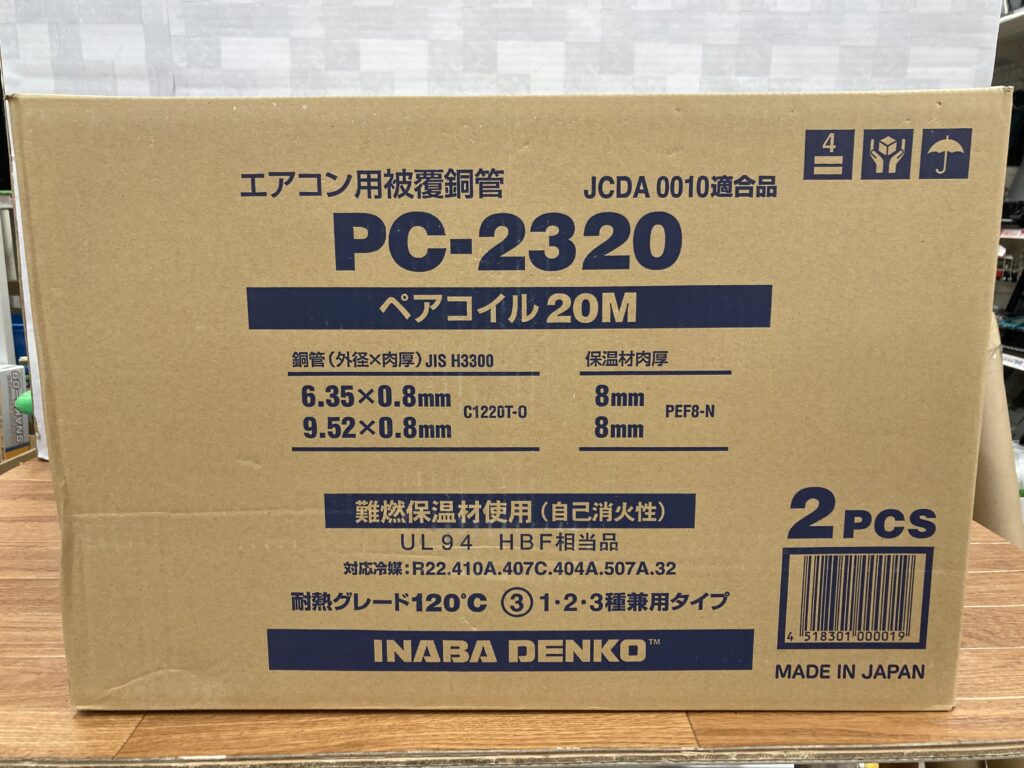 4
エアコン用被覆銅管 JCDA 0010適合品
PC-2320
ペアコイル 20M
銅管(外径×肉厚) JIS H3300 保温材肉厚
6.35×0.8mm 8mm
C1220T-O PEF8-N
9.52×0.8mm 8mm
難燃保温材使用(自己消火性)
UL94 HBF相当品
対応冷媒:R22.410A.407C.404A.507A.32
耐熱グレード120℃ ③ 1・2・3種兼用タイプ
INABA DENKO™
2PCS
4 518301 000019
MADE IN JAPAN